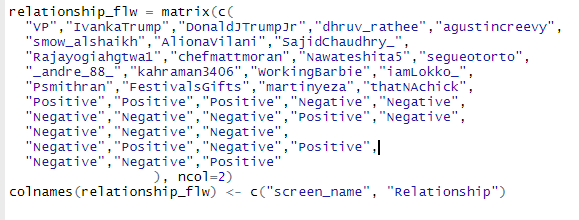 relationship_flw = matrix(c(
"VP","IvankaTrump","DonaldJTrumpJr","dhruv_rathee","agustincreevy",
"smow_alshaikh","AlionaVilani","SajidChaudhry_",
"Rajayogiahgtwa1","chefmattmoran","Nawateshita5","segueotorto",
"_andre_88_","kahraman3406","WorkingBarbie","iamLokko_",
"Psmithran","FestivalsGifts","martinyeza","thatNAchick",
"Positive","Positive","Positive","Negative","Negative",
"Negative","Negative","Negative","Positive","Negative",
"Negative","Negative","Negative",
"Negative","Positive","Negative","Positive",
"Negative","Negative","Positive"
), ncol=2)
colnames(relationship_flw) <- c("screen_name", "Relationship")